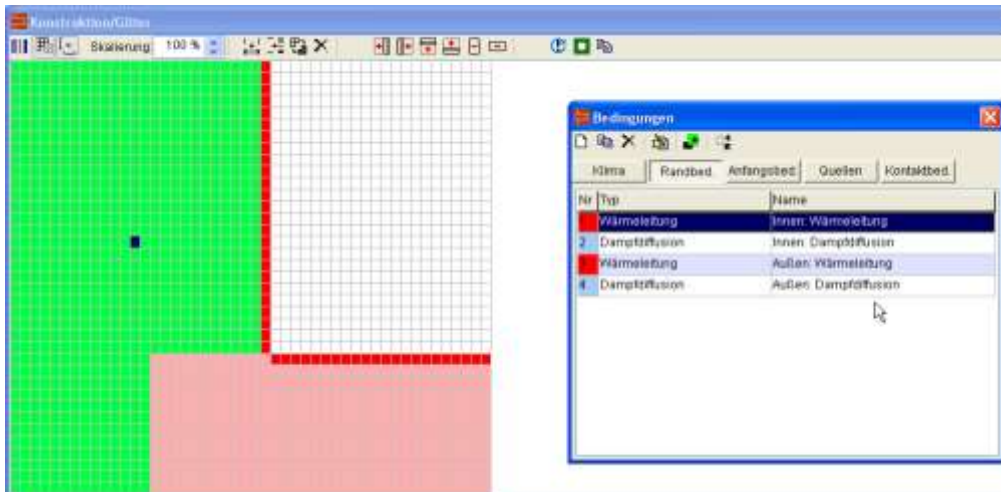 Konstruktion/Gitter
Skalierung: 100 %
Bedingungen
Klima Randbed. Anfangsbed. Quellen Kontaktbed.
Nr Typ Name
Wärmeleitung Innen: Wärmeleitung
2 Dampfdiffusion Innen: Dampfdiffusion
3 Wärmeleitung Außen: Wärmeleitung
4 Dampfdiffusion Außen: Dampfdiffusion